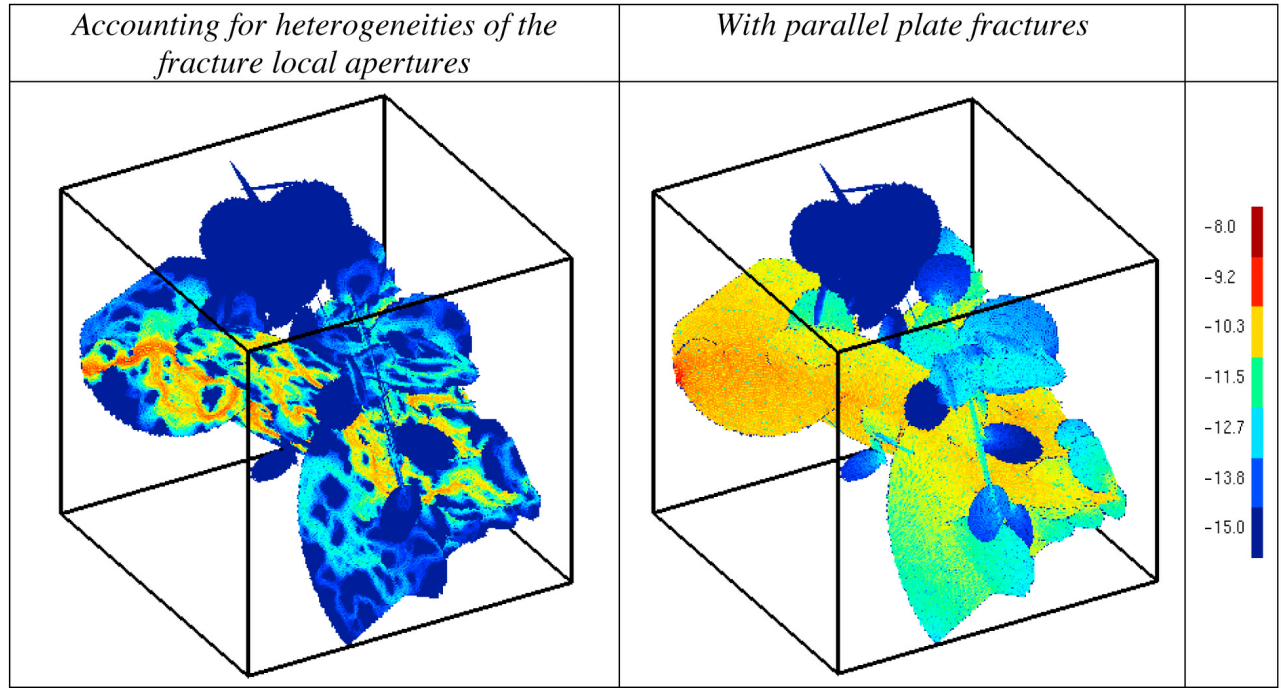 Accounting for heterogeneities of the
fracture local apertures
With parallel plate fractures
-8.0
-9.2
-10.3
-11.5
-12.7
-13.8
-15.0